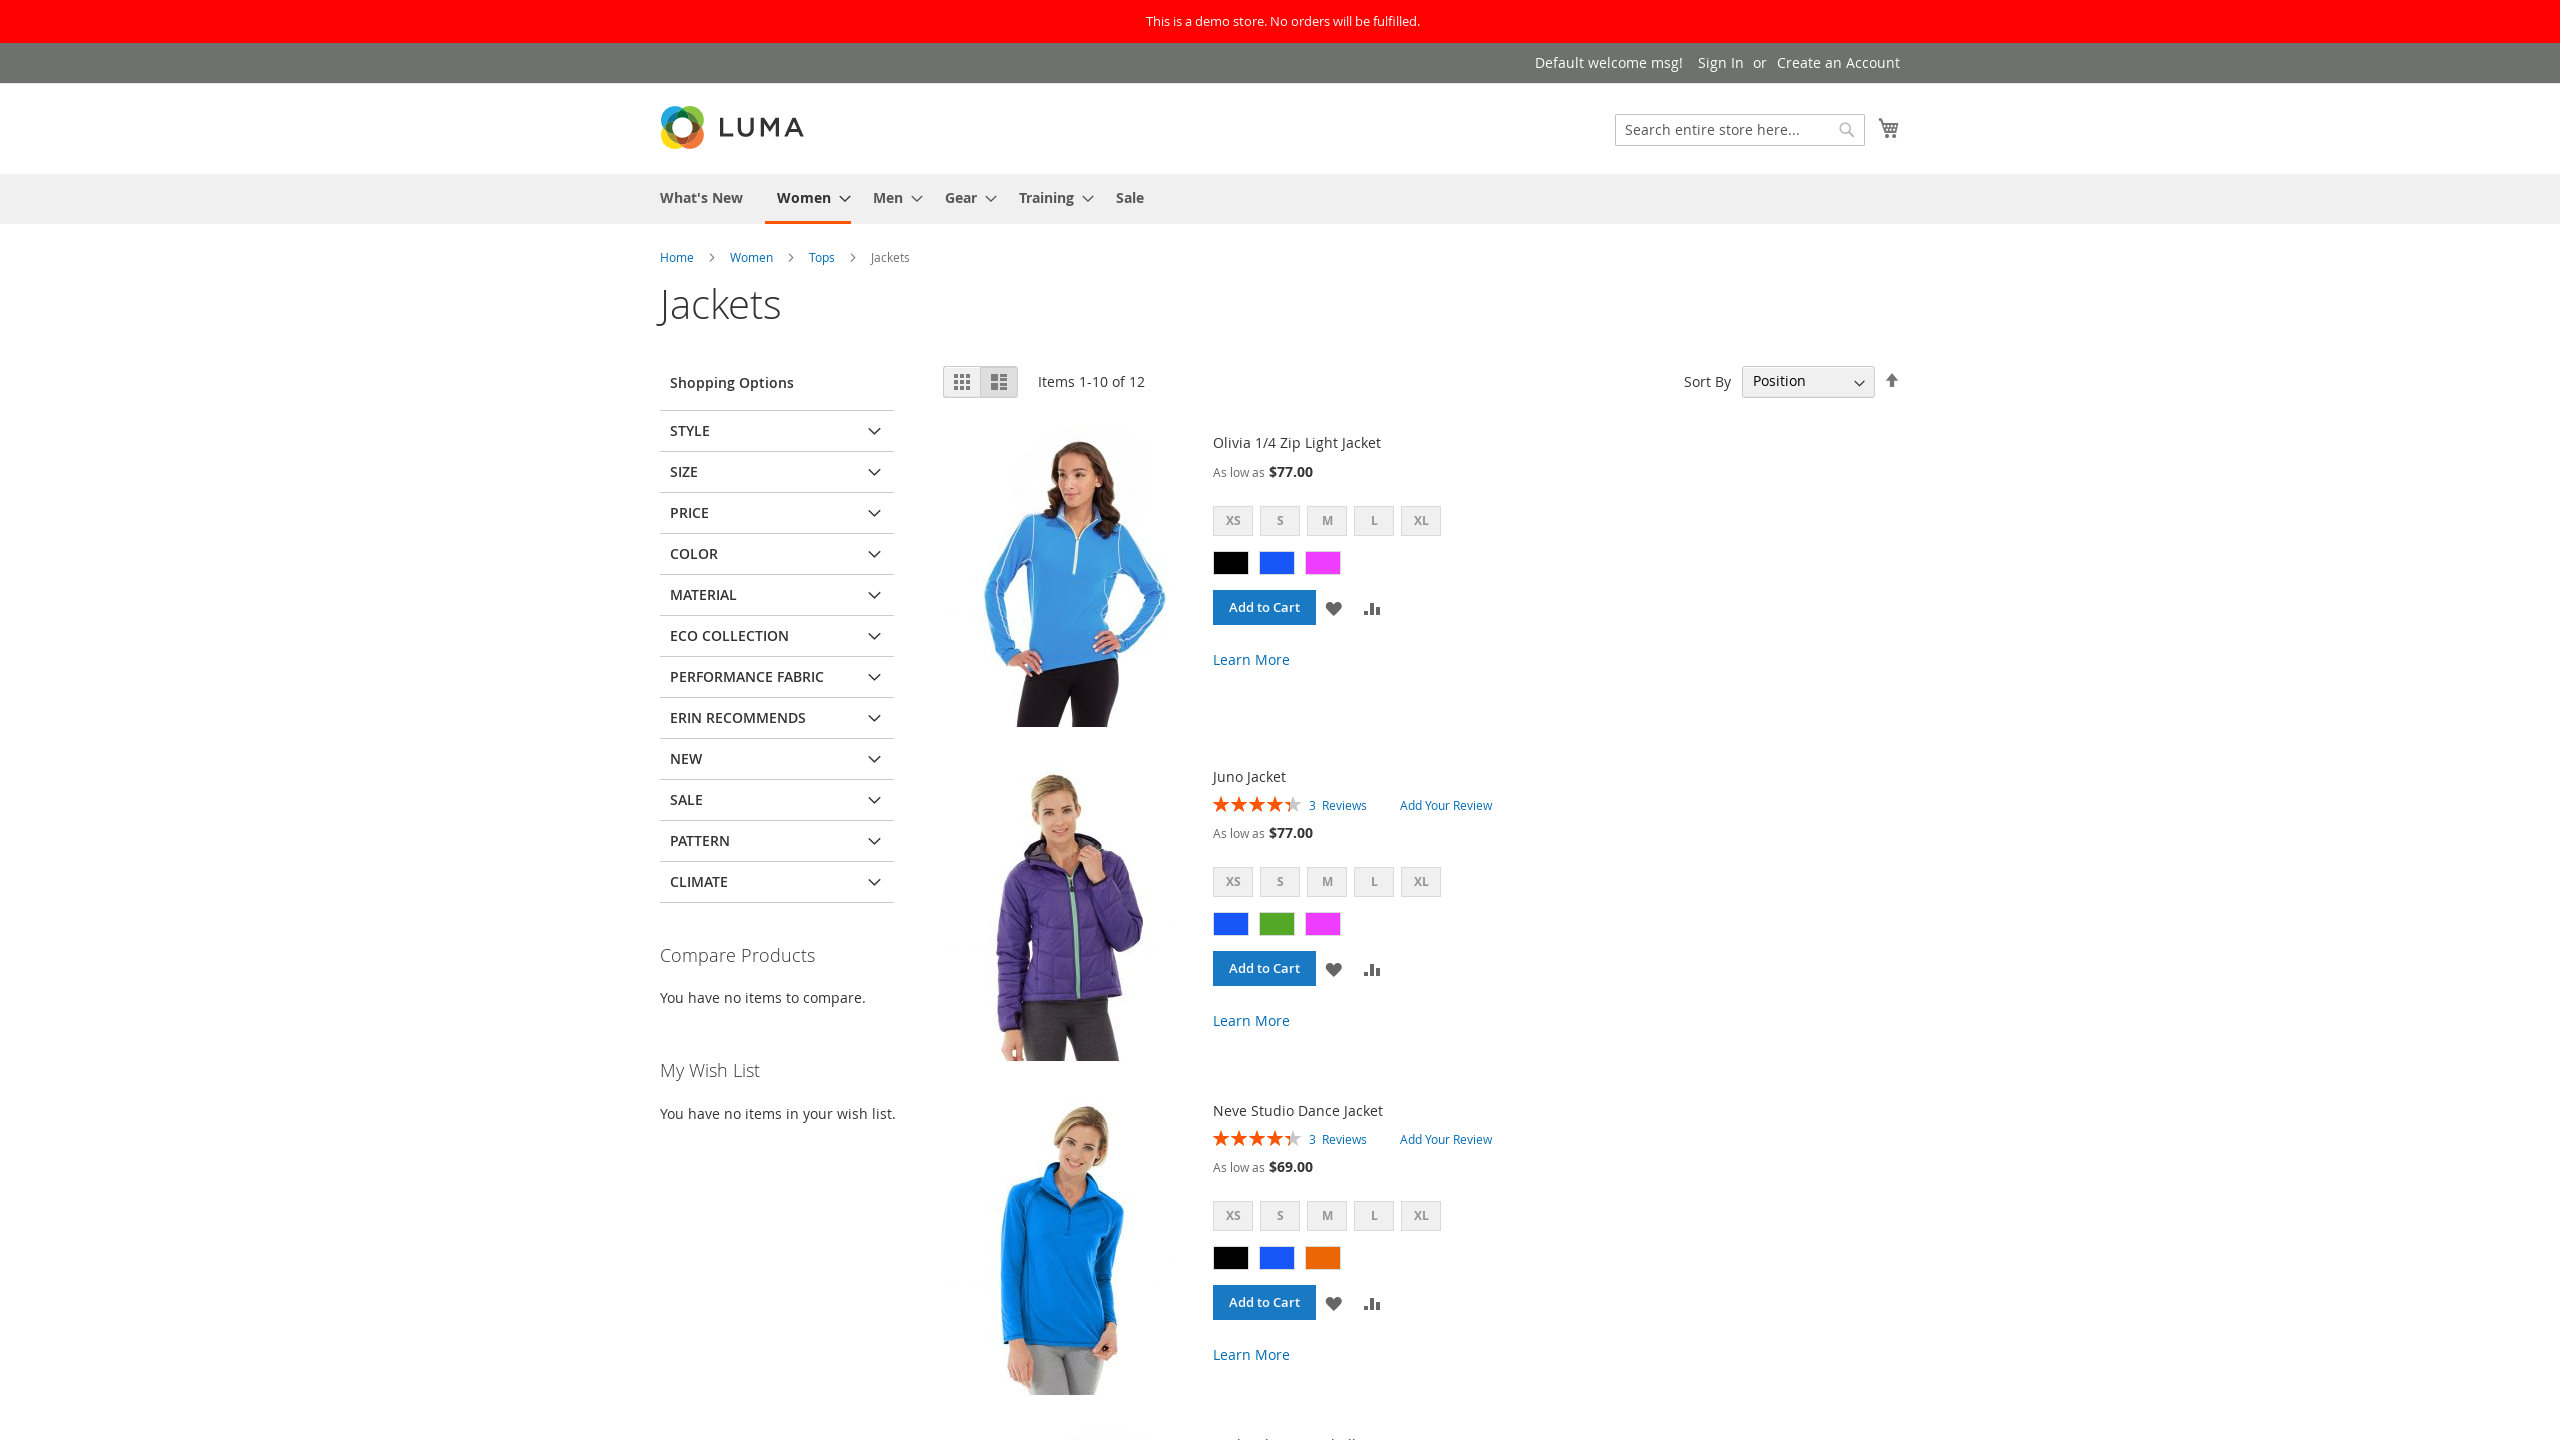 This is a demo store. No orders will be fulfilled.
Default welcome msg! Sign In or Create an Account
LUMA
Search entire store here...
What's New Women Men Gear Training Sale
Home Women Tops Jackets
Jackets
Shopping Options
STYLE
SIZE
PRICE
COLOR
MATERIAL
ECO COLLECTION
PERFORMANCE FABRIC
ERIN RECOMMENDS
NEW
SALE
PATTERN
CLIMATE
Compare Products
You have no items to compare.
My Wish List
You have no items in your wish list.
Items 1-10 of 12
Sort By Position
Olivia 1/4 Zip Light Jacket
As low as $77.00
XS S M L XL
Add to Cart
Learn More
Juno Jacket
3 Reviews Add Your Review
As low as $77.00
XS S M L XL
Add to Cart
Learn More
Neve Studio Dance Jacket
3 Reviews Add Your Review
As low as $69.00
XS S M L XL
Add to Cart
Learn More